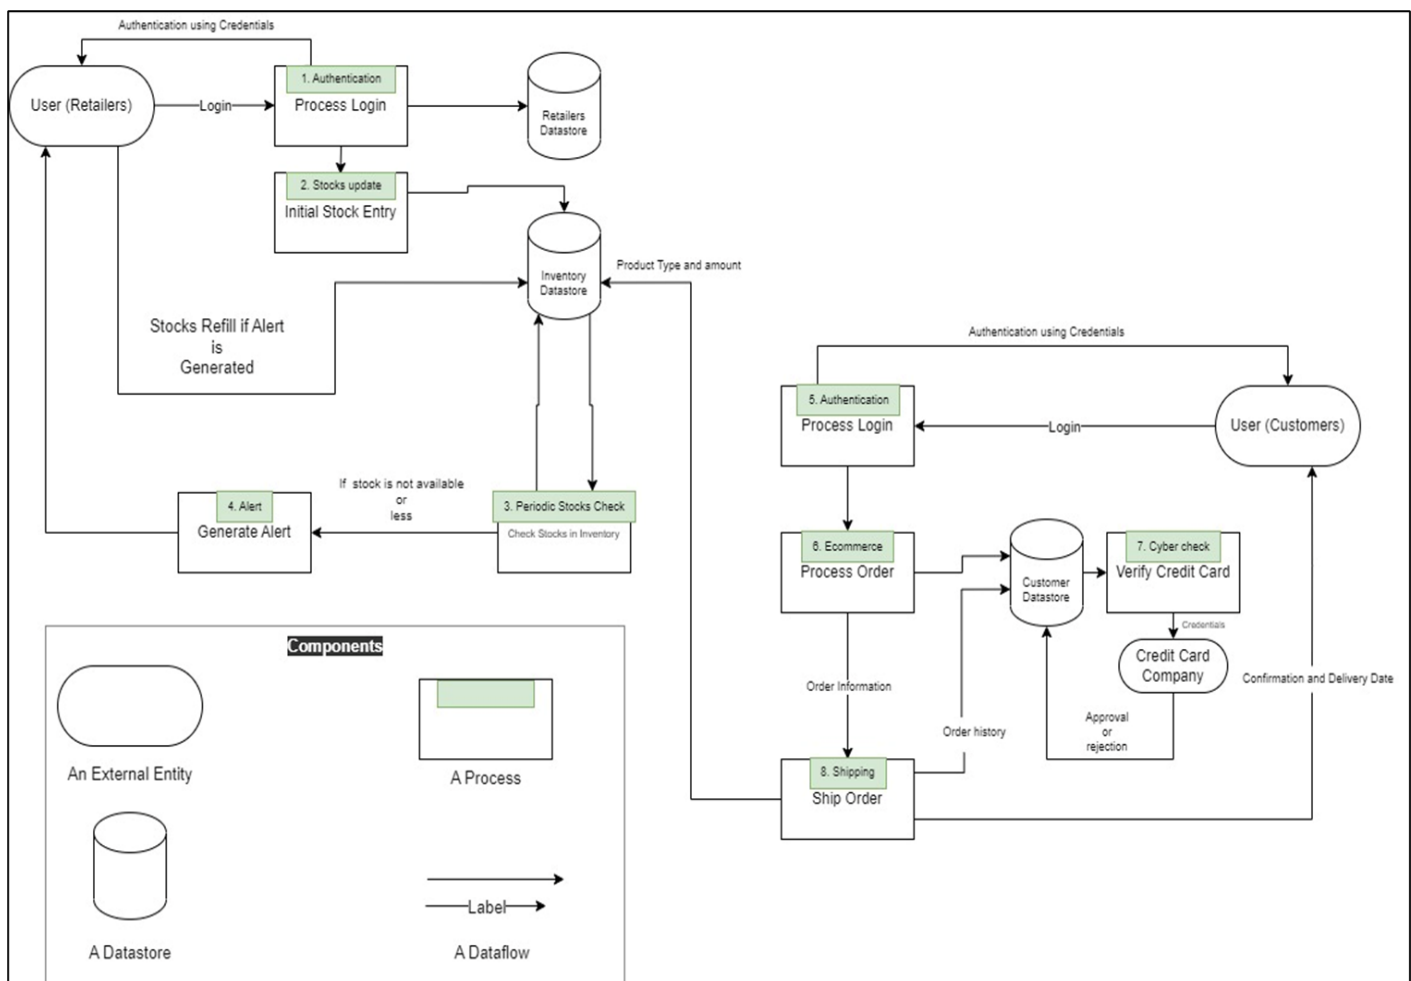 Authentication using Credentials
User (Retailers)
Login
1. Authentication
Process Login
Retailers
Datastore
2. Stocks update
Initial Stock Entry
Inventory
Datastore
Product Type and amount
Stocks Refill if Alert
is
Generated
If stock is not available
or
less
4. Alert
Generate Alert
3. Periodic Stocks Check
Check Stocks in Inventory
Authentication using Credentials
5. Authentication
Process Login
Login
User (Customers)
6. Ecommerce
Process Order
Customer
Datastore
7. Cyber check
Verify Credit Card
Credentials
Credit Card
Company
Order Information
Confirmation and Delivery Date
Approval
or
rejection
Order history
8. Shipping
Ship Order
Components
An External Entity
A Process
Label
A Datastore
A Dataflow